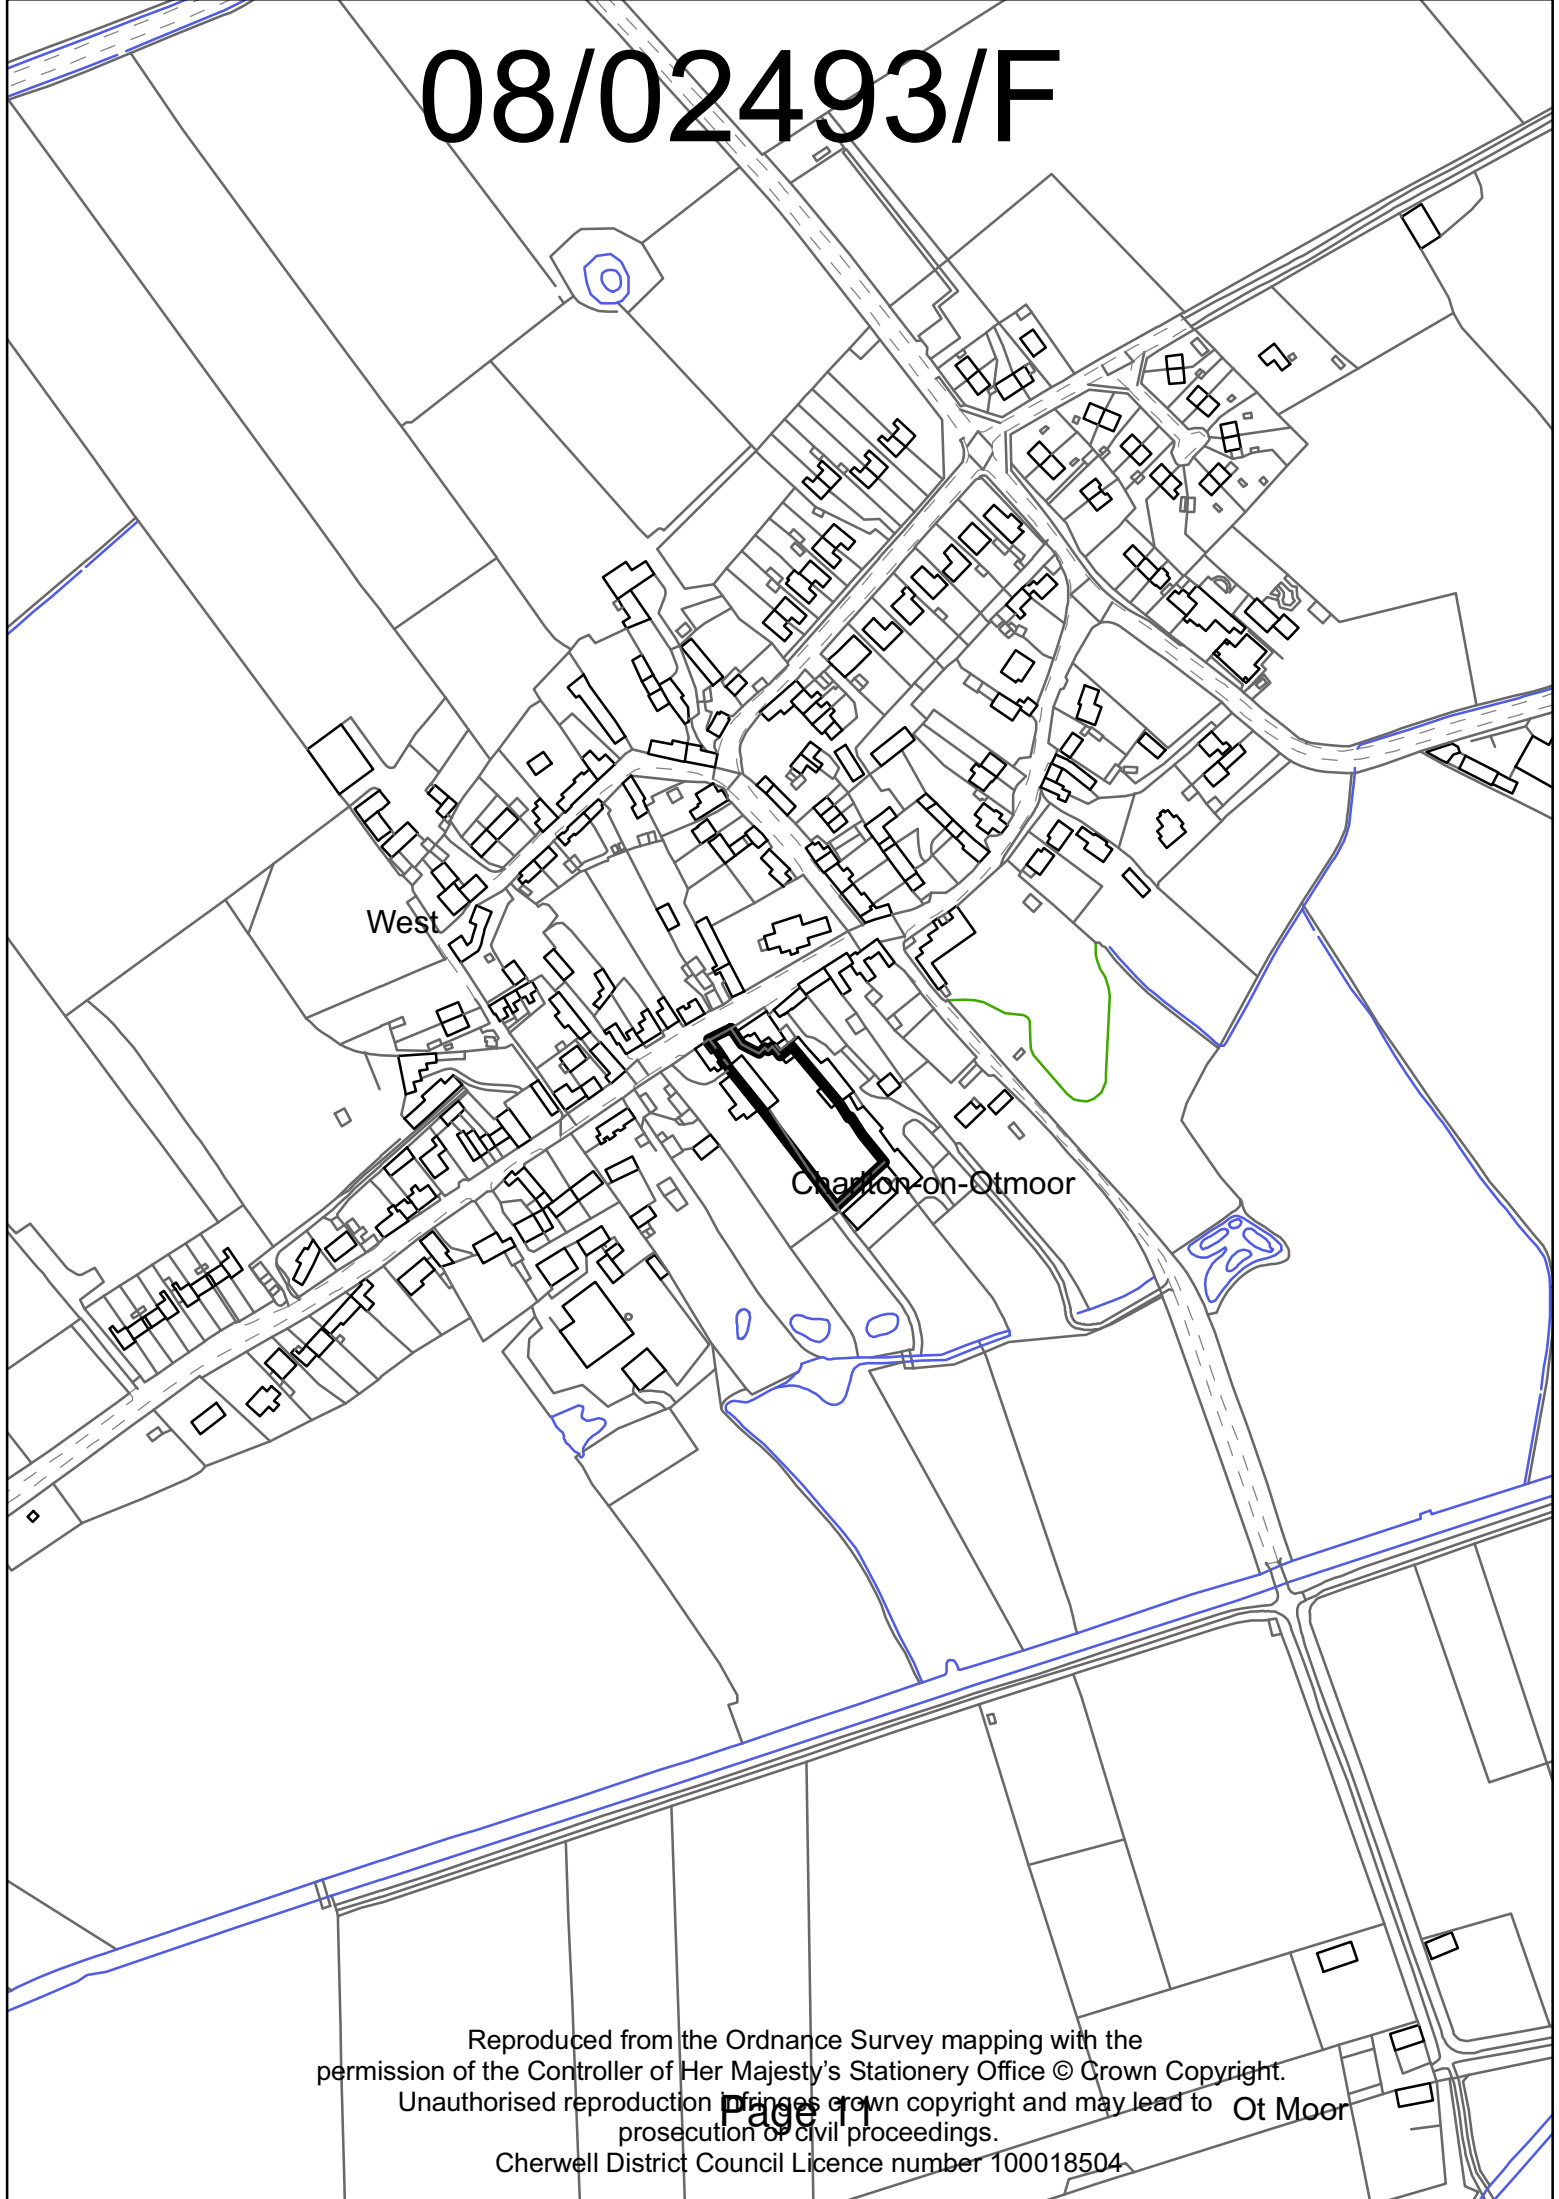 08/02493/F
West
Charlton-on-Otmoor
Reproduced from the Ordnance Survey mapping with the
permission of the Controller of Her Majesty's Stationery Office © Crown Copyright.
Unauthorised reproduction infringes crown copyright and may lead to
Ot Moor
Page 11
prosecution or civil proceedings.
Cherwell District Council Licence number 100018504